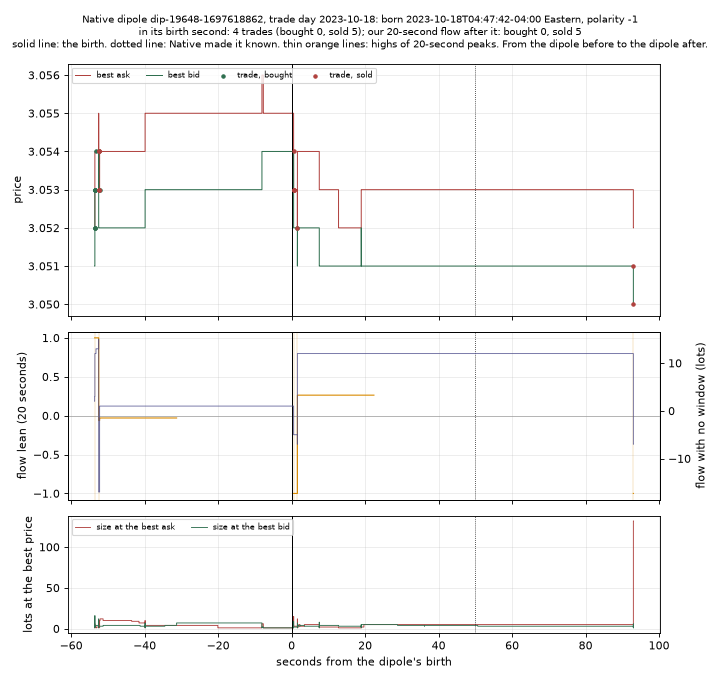 Native dipole dip-19648-1697618862, trade day 2023-10-18: born 2023-10-18T04:47:42-04:00 Eastern, polarity -1
in its birth second: 4 trades (bought 0, sold 5); our 20-second flow after it: bought 0, sold 5
solid line: the birth. dotted line: Native made it known. thin orange lines: highs of 20-second peaks. From the dipole before to the dipole after.
best ask best bid trade, bought trade, sold
3.056
3.055
3.054
3.053
3.052
3.051
3.050
price
1.0
0.5
0.0
−0.5
−1.0
flow lean (20 seconds)
10
0
−10
flow with no window (lots)
size at the best ask size at the best bid
100
50
0
lots at the best price
−60 −40 −20 0 20 40 60 80 100
seconds from the dipole's birth